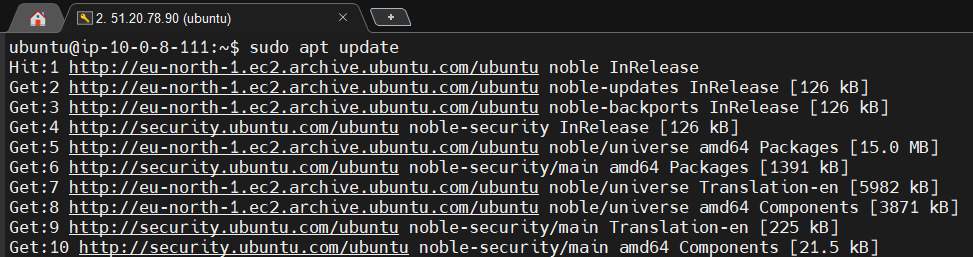 2. 51.20.78.90 (ubuntu)
ubuntu@ip-10-0-8-111:~$ sudo apt update
Hit:1 http://eu-north-1.ec2.archive.ubuntu.com/ubuntu noble InRelease
Get:2 http://eu-north-1.ec2.archive.ubuntu.com/ubuntu noble-updates InRelease [126 kB]
Get:3 http://eu-north-1.ec2.archive.ubuntu.com/ubuntu noble-backports InRelease [126 kB]
Get:4 http://security.ubuntu.com/ubuntu noble-security InRelease [126 kB]
Get:5 http://eu-north-1.ec2.archive.ubuntu.com/ubuntu noble/universe amd64 Packages [15.0 MB]
Get:6 http://security.ubuntu.com/ubuntu noble-security/main amd64 Packages [1391 kB]
Get:7 http://eu-north-1.ec2.archive.ubuntu.com/ubuntu noble/universe Translation-en [5982 kB]
Get:8 http://eu-north-1.ec2.archive.ubuntu.com/ubuntu noble/universe amd64 Components [3871 kB]
Get:9 http://security.ubuntu.com/ubuntu noble-security/main Translation-en [225 kB]
Get:10 http://security.ubuntu.com/ubuntu noble-security/main amd64 Components [21.5 kB]